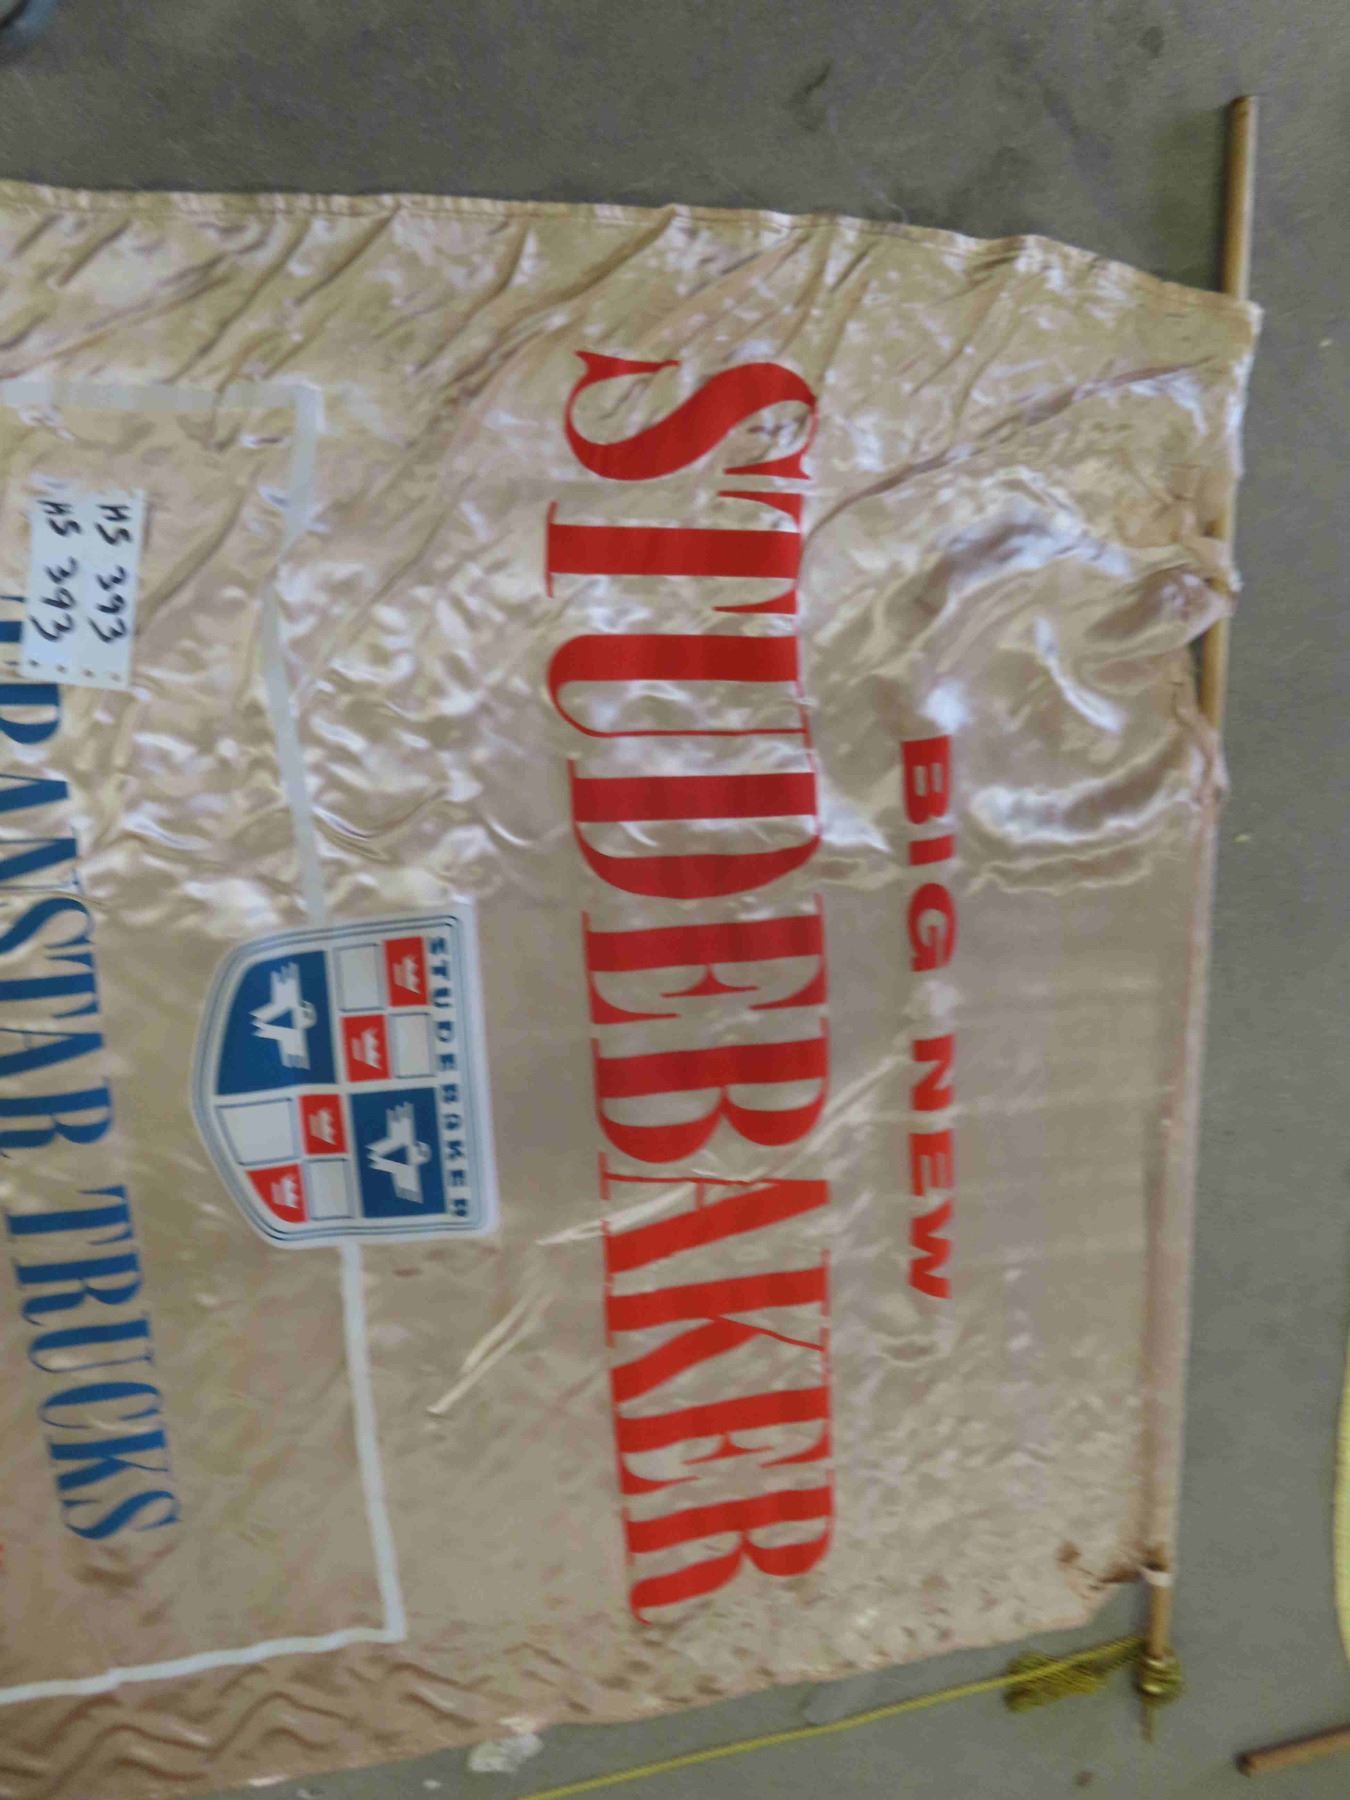 BIG NEW
STUDEBAKER
STUDEBAKER
TRANSTAR TRUCKS
HS 393
HS 393